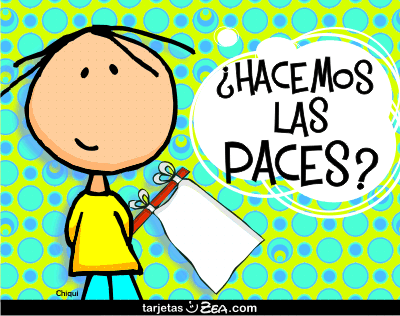 ¿HACEMOS
LAS
PACES?
Chiqui
tarjetas ZEA.com